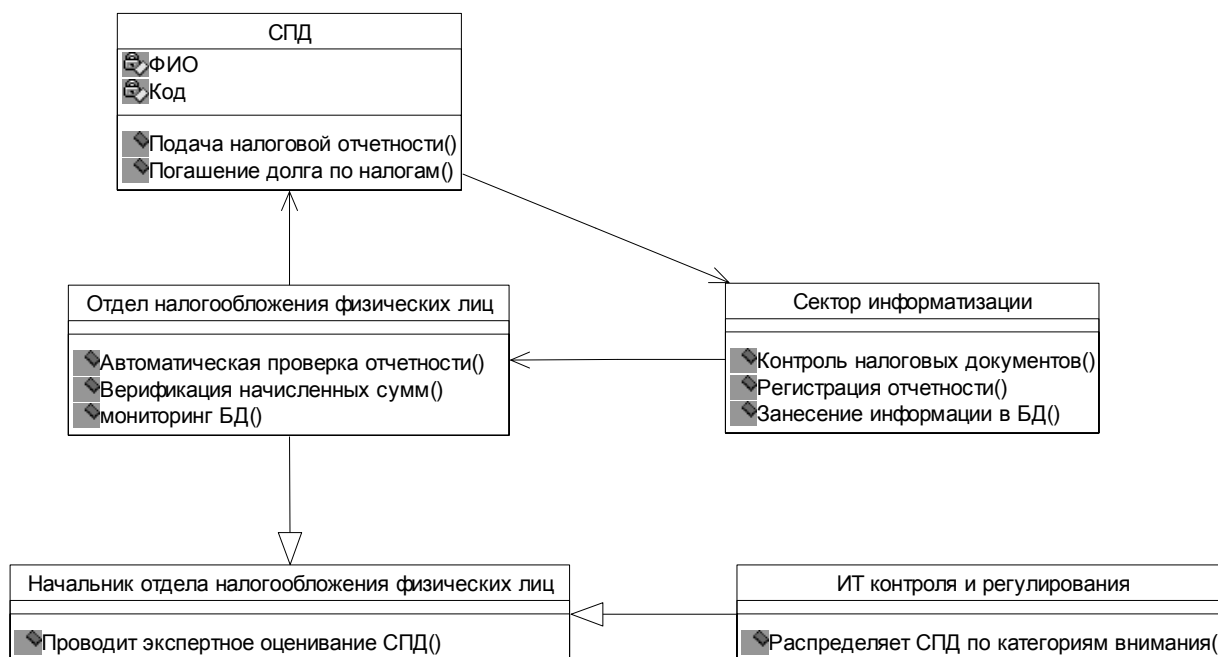 СПД
ФИО
Код
Подача налоговой отчетности()
Погашение долга по налогам()
Отдел налогообложения физических лиц
Автоматическая проверка отчетности()
Верификация начисленных сумм()
мониторинг БД()
Сектор информатизации
Контроль налоговых документов()
Регистрация отчетности()
Занесение информации в БД()
Начальник отдела налогообложения физических лиц
Проводит экспертное оценивание СПД()
ИТ контроля и регулирования
Распределяет СПД по категориям внимания(